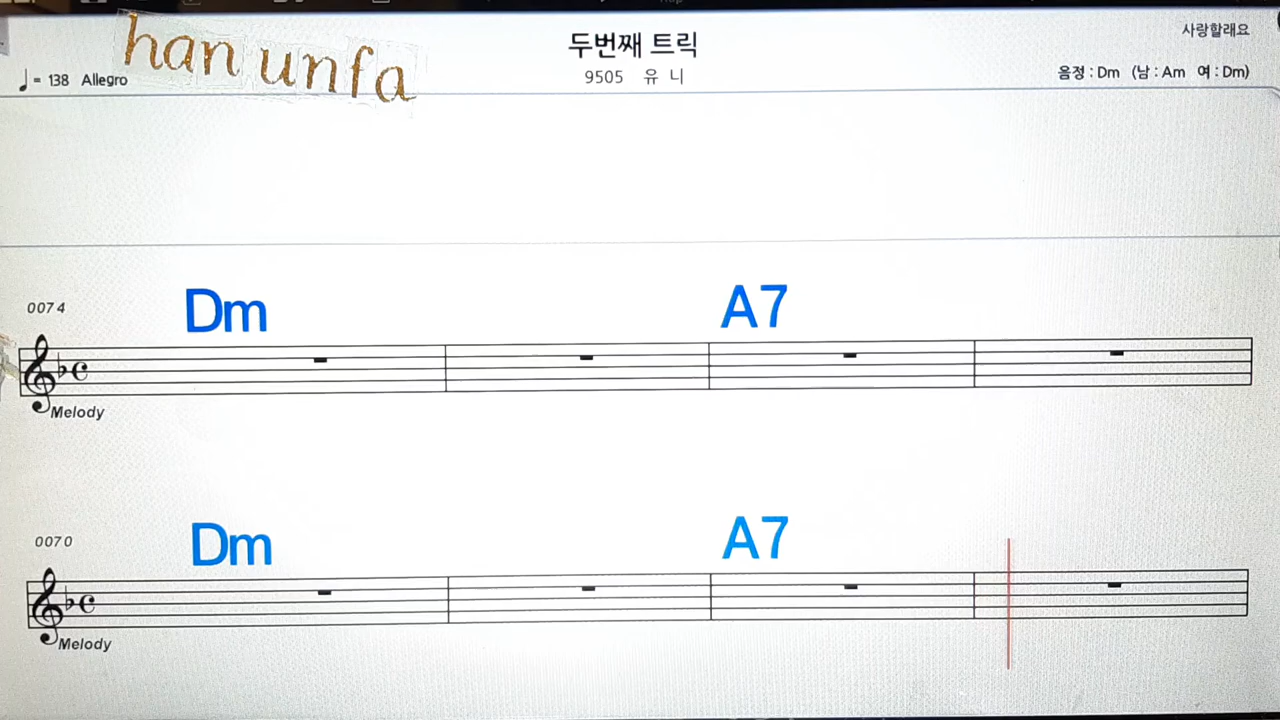 han unfa
두번째 트릭
사랑할래요
♩ = 138 Allegro
9505 유 니
음정 : Dm (남 : Am 여 : Dm)
0074
Dm A7
Melody
0070
Dm A7
Melody